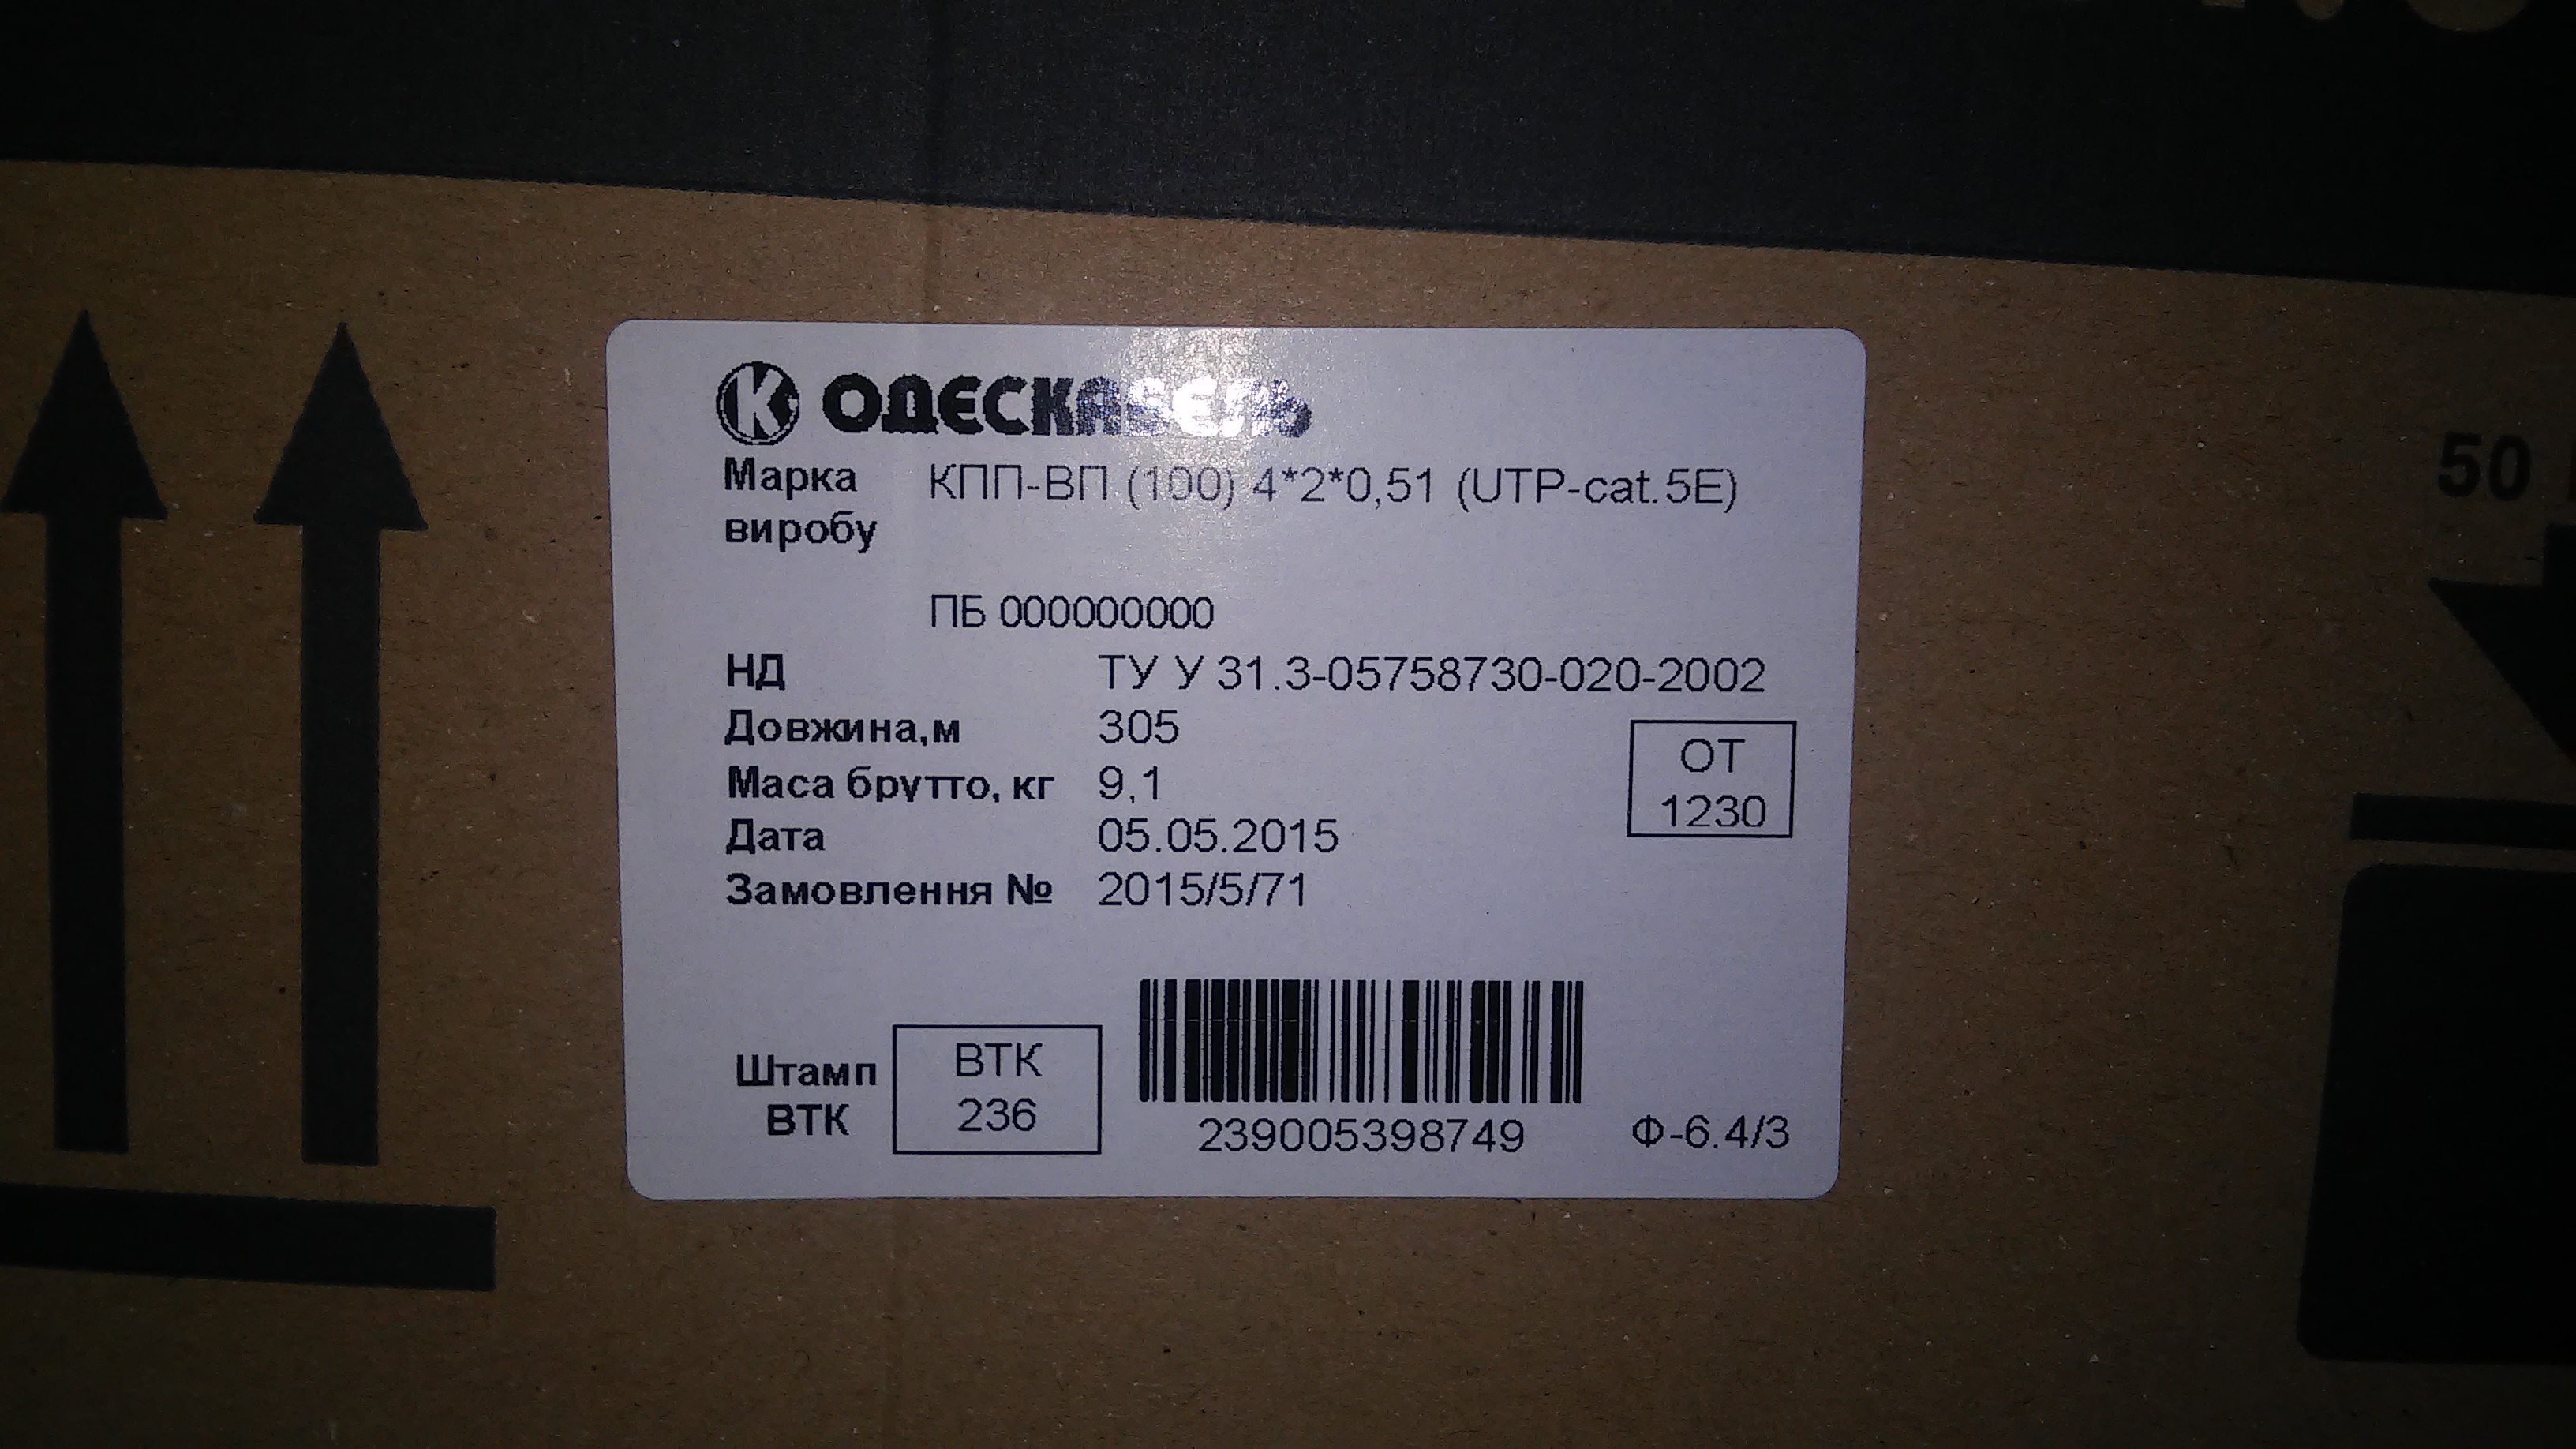 К ОДЕСКАБЕЛЬ
Марка виробу КПП-ВП (100) 4*2*0,51 (UTP-cat.5E)
ПБ 000000000
НД ТУ У 31.3-05758730-020-2002
Довжина,м 305
Маса брутто, кг 9,1
Дата 05.05.2015
Замовлення № 2015/5/71
ОТ
1230
Штамп ВТК
ВТК
236
239005398749
Ф-6.4/3
50